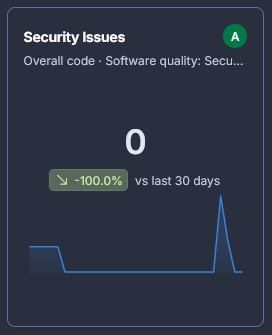 Security Issues
A
Overall code · Software quality: Secu...
0
-100.0% vs last 30 days